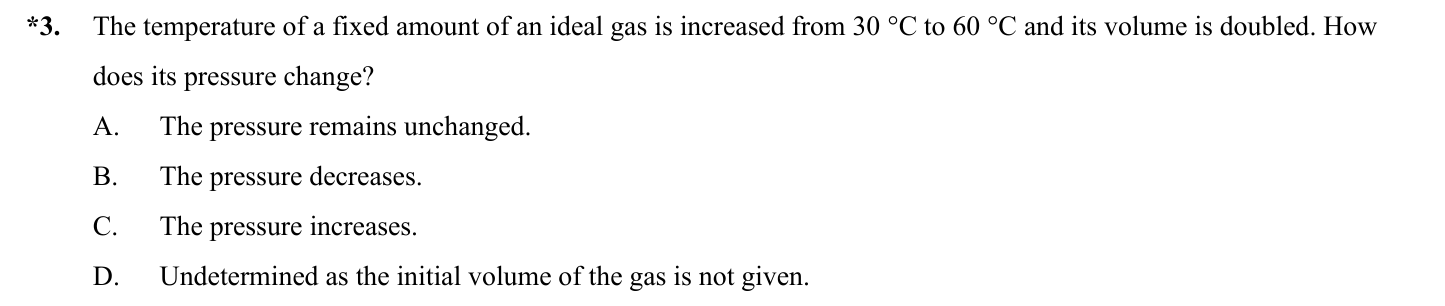 *3. The temperature of a fixed amount of an ideal gas is increased from 30 °C to 60 °C and its volume is doubled. How
does its pressure change?
A. The pressure remains unchanged.
B. The pressure decreases.
C. The pressure increases.
D. Undetermined as the initial volume of the gas is not given.